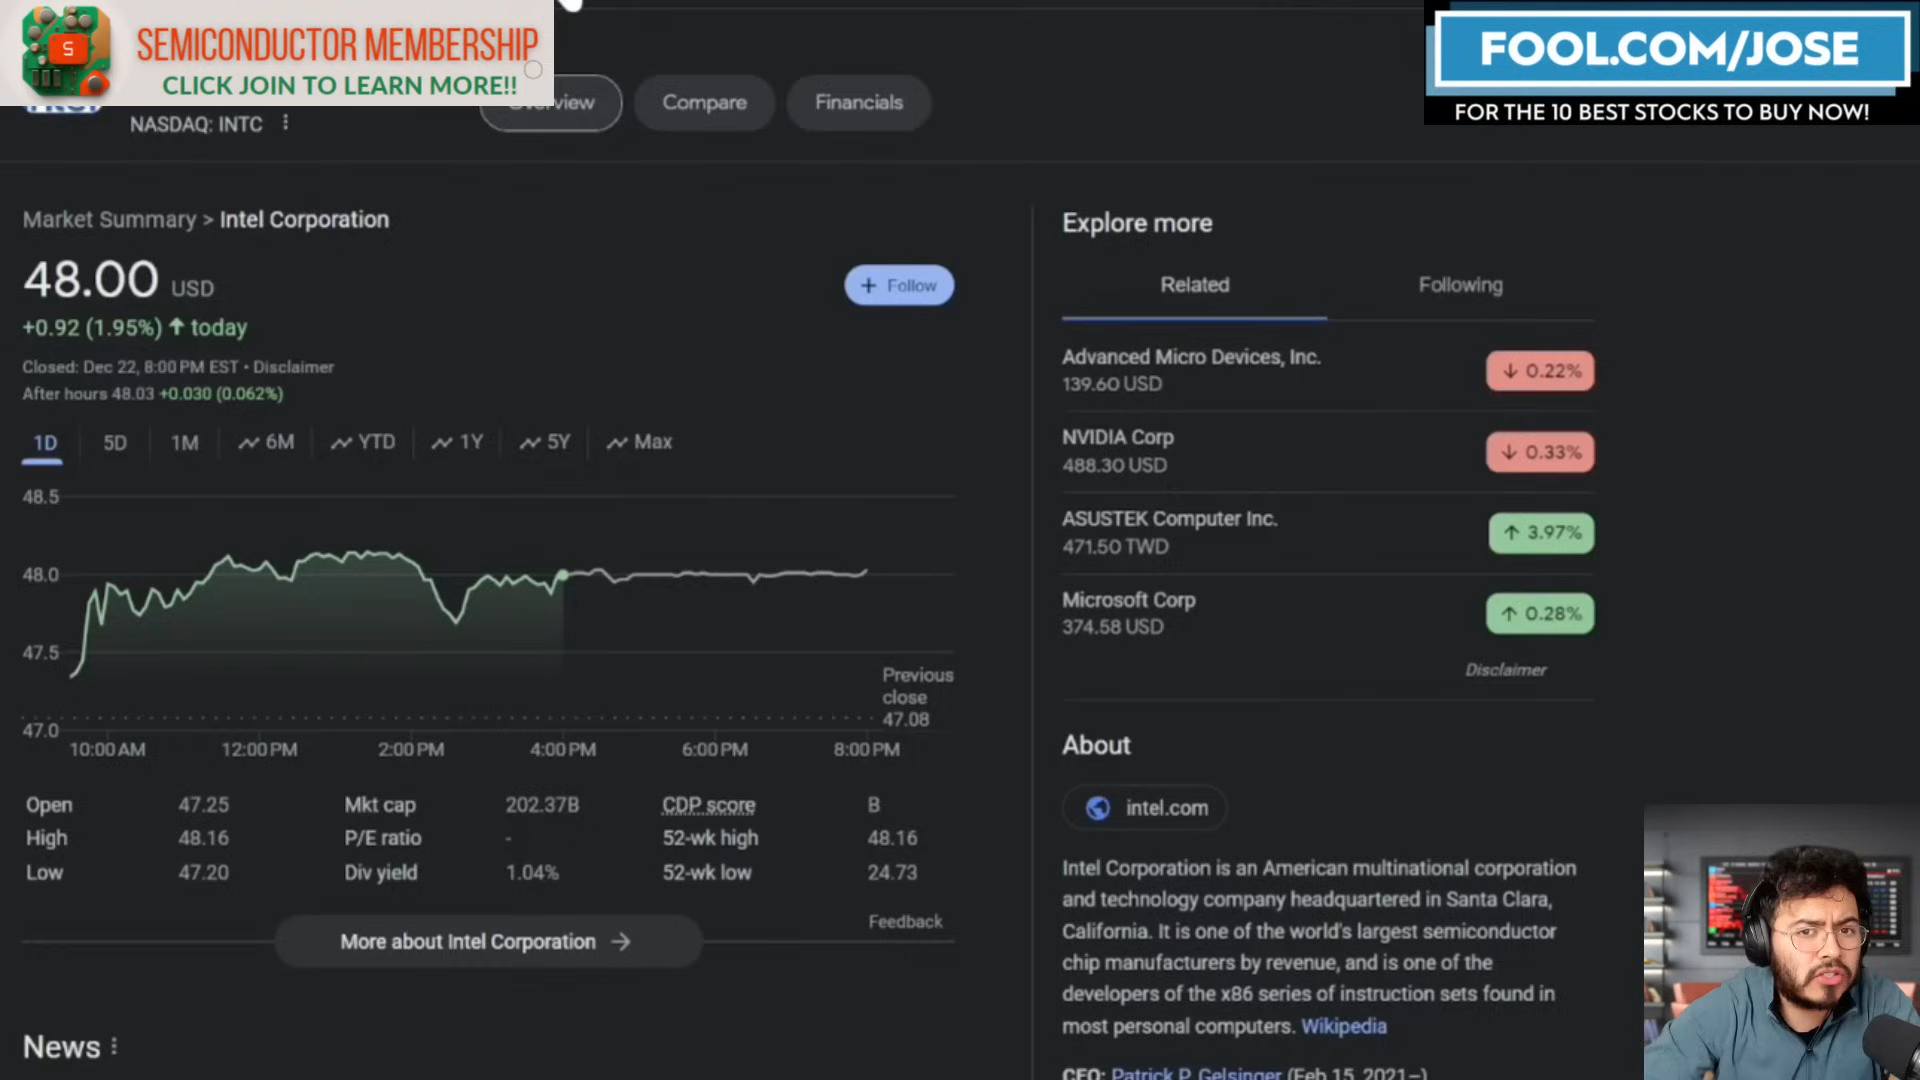 SEMICONDUCTOR MEMBERSHIP
CLICK JOIN TO LEARN MORE!!
S
FOOL.COM/JOSE
FOR THE 10 BEST STOCKS TO BUY NOW!
NASDAQ: INTC
Overview
Compare
Financials
Market Summary > Intel Corporation
48.00 USD
+ Follow
+0.92 (1.95%) ↑ today
Closed: Dec 22, 8:00 PM EST • Disclaimer
After hours 48.03 +0.030 (0.062%)
1D 5D 1M 6M YTD 1Y 5Y Max
48.5
48.0
47.5
47.0
Previous
close
47.08
10:00 AM 12:00 PM 2:00 PM 4:00 PM 6:00 PM 8:00 PM
Open 47.25 Mkt cap 202.37B CDP score B
High 48.16 P/E ratio - 52-wk high 48.16
Low 47.20 Div yield 1.04% 52-wk low 24.73
Feedback
More about Intel Corporation →
News
Explore more
Related Following
Advanced Micro Devices, Inc.
139.60 USD
↓ 0.22%
NVIDIA Corp
488.30 USD
↓ 0.33%
ASUSTEK Computer Inc.
471.50 TWD
↑ 3.97%
Microsoft Corp
374.58 USD
↑ 0.28%
Disclaimer
About
intel.com
Intel Corporation is an American multinational corporation
and technology company headquartered in Santa Clara,
California. It is one of the world's largest semiconductor
chip manufacturers by revenue, and is one of the
developers of the x86 series of instruction sets found in
most personal computers. Wikipedia
CEO: Patrick P. Gelsinger (Feb 15, 2021–)